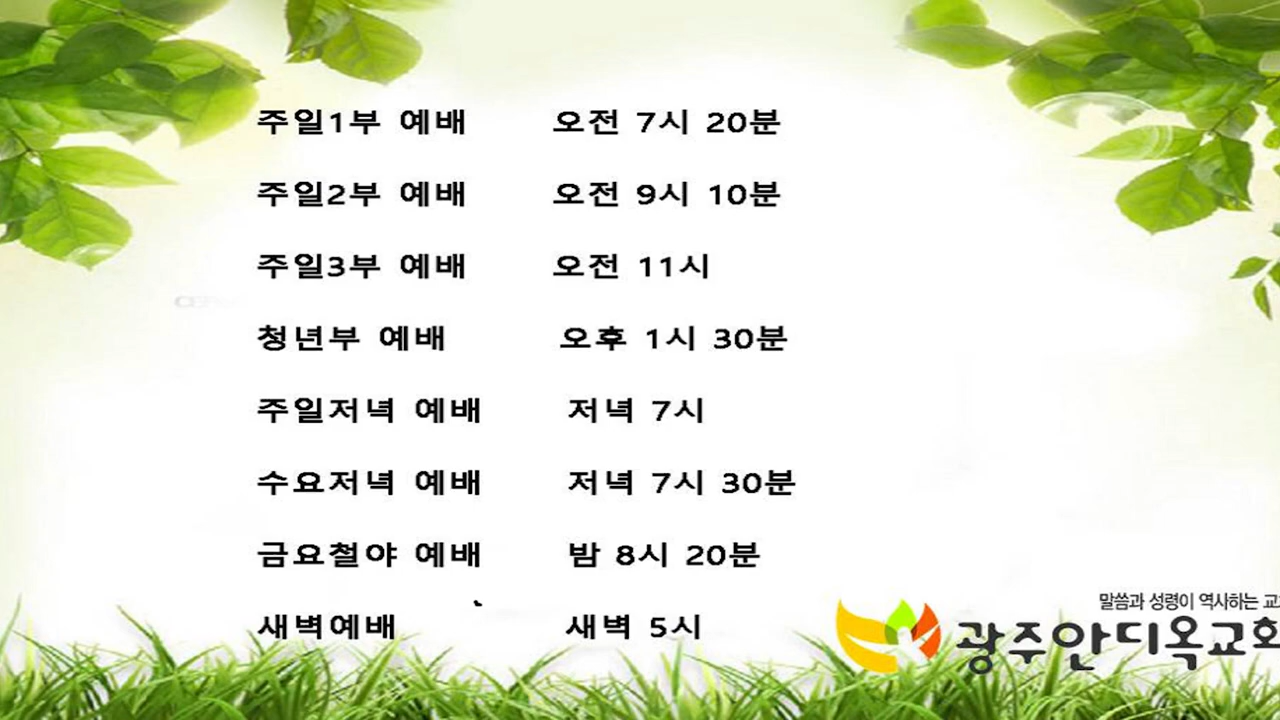 주일1부 예배 오전 7시 20분
주일2부 예배 오전 9시 10분
주일3부 예배 오전 11시
청년부 예배 오후 1시 30분
주일저녁 예배 저녁 7시
수요저녁 예배 저녁 7시 30분
금요철야 예배 밤 8시 20분
새벽예배 새벽 5시
말씀과 성령이 역사하는 교회
광주안디옥교회